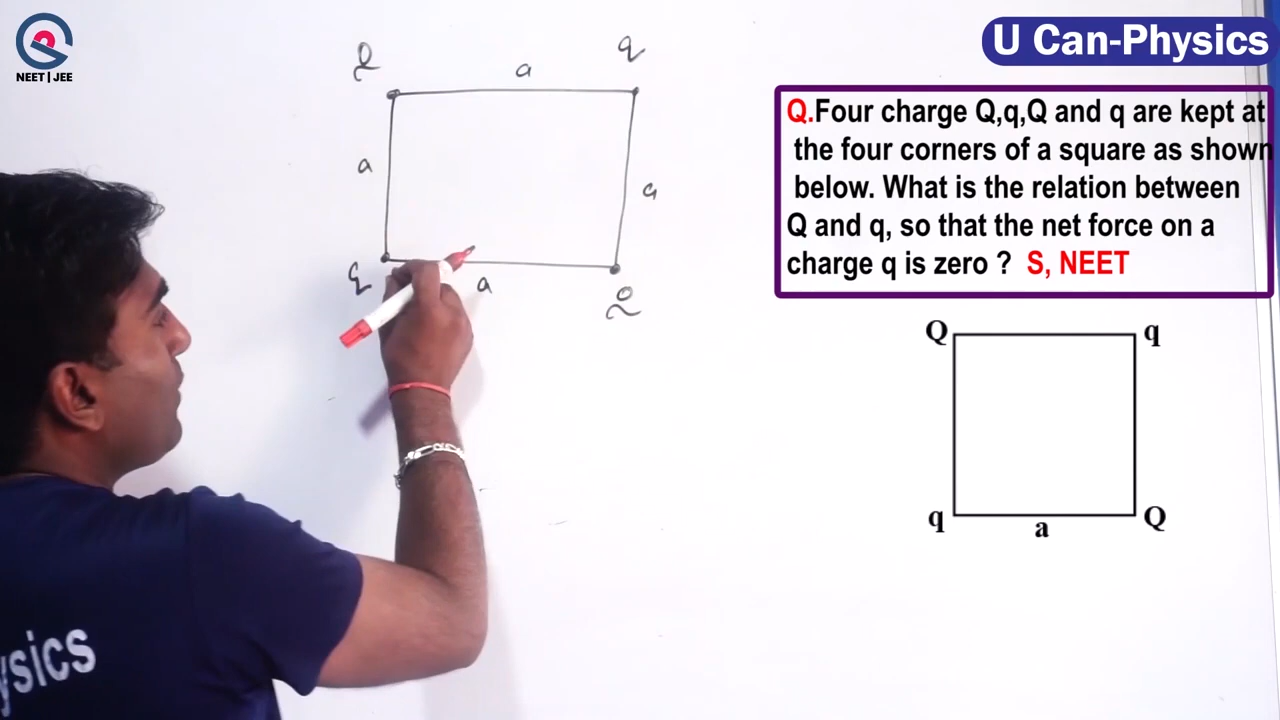 NEET | JEE
U Can-Physics
Q q
a
a
a
q a
Q
Q.Four charge Q,q,Q and q are kept at
the four corners of a square as shown
below. What is the relation between
Q and q, so that the net force on a
charge q is zero ? S, NEET
Q q
q Q
a
ysics